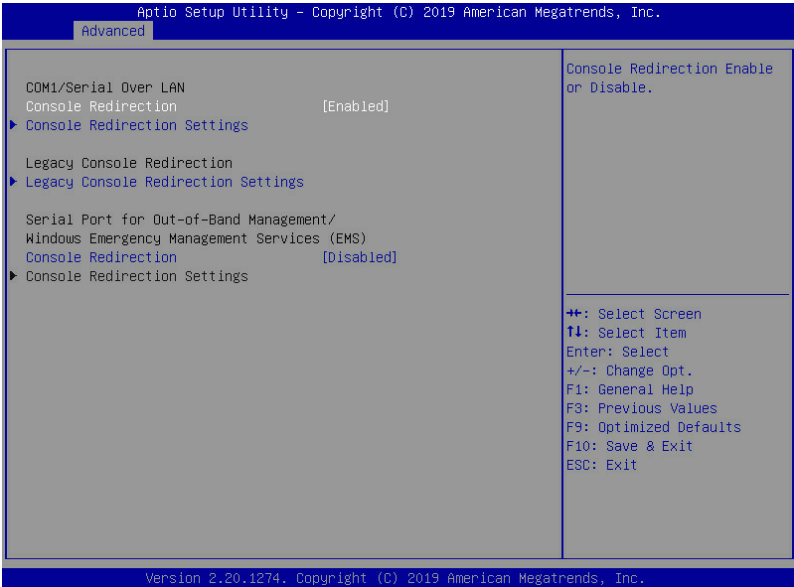 Aptio Setup Utility – Copyright (C) 2019 American Megatrends, Inc.
Advanced
COM1/Serial Over LAN
Console Redirection [Enabled]
Console Redirection Settings
Legacy Console Redirection
Legacy Console Redirection Settings
Serial Port for Out-of-Band Management/
Windows Emergency Management Services (EMS)
Console Redirection [Disabled]
Console Redirection Settings
Console Redirection Enable
or Disable.
→←: Select Screen
↑↓: Select Item
Enter: Select
+/-: Change Opt.
F1: General Help
F3: Previous Values
F9: Optimized Defaults
F10: Save & Exit
ESC: Exit
Version 2.20.1274. Copyright (C) 2019 American Megatrends, Inc.